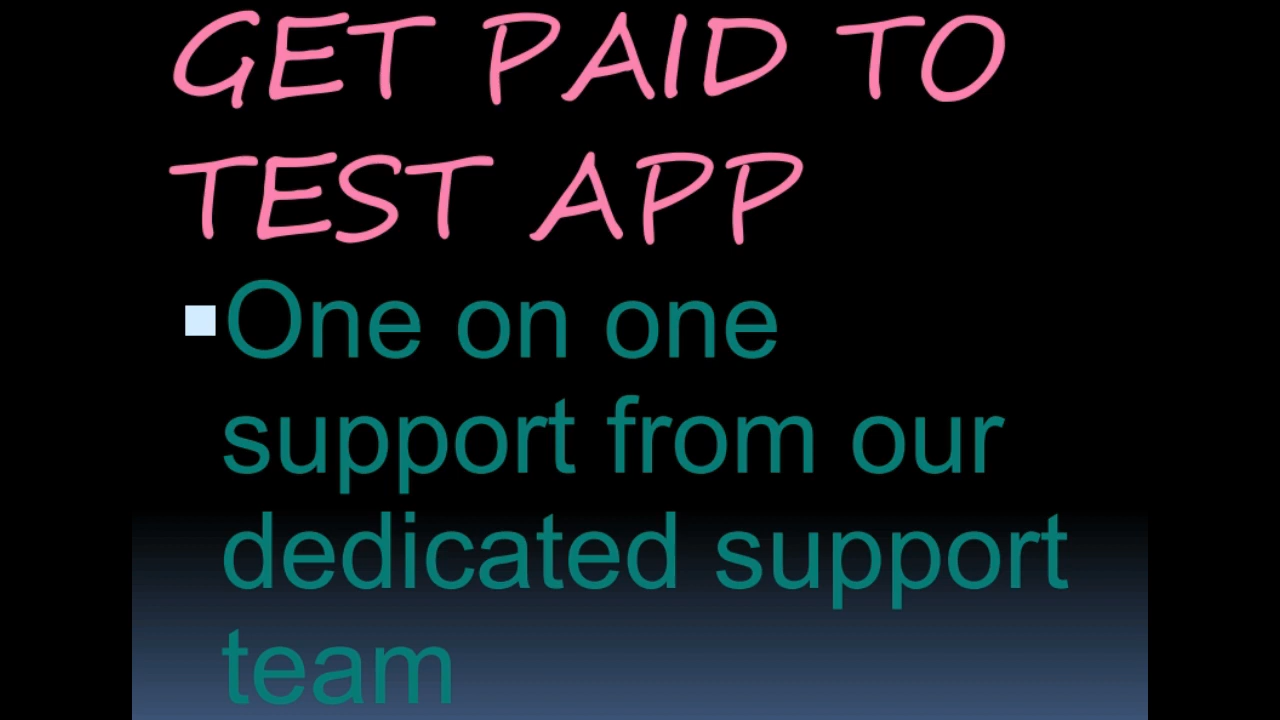 GET PAID TO
TEST APP
One on one
support from our
dedicated support
team